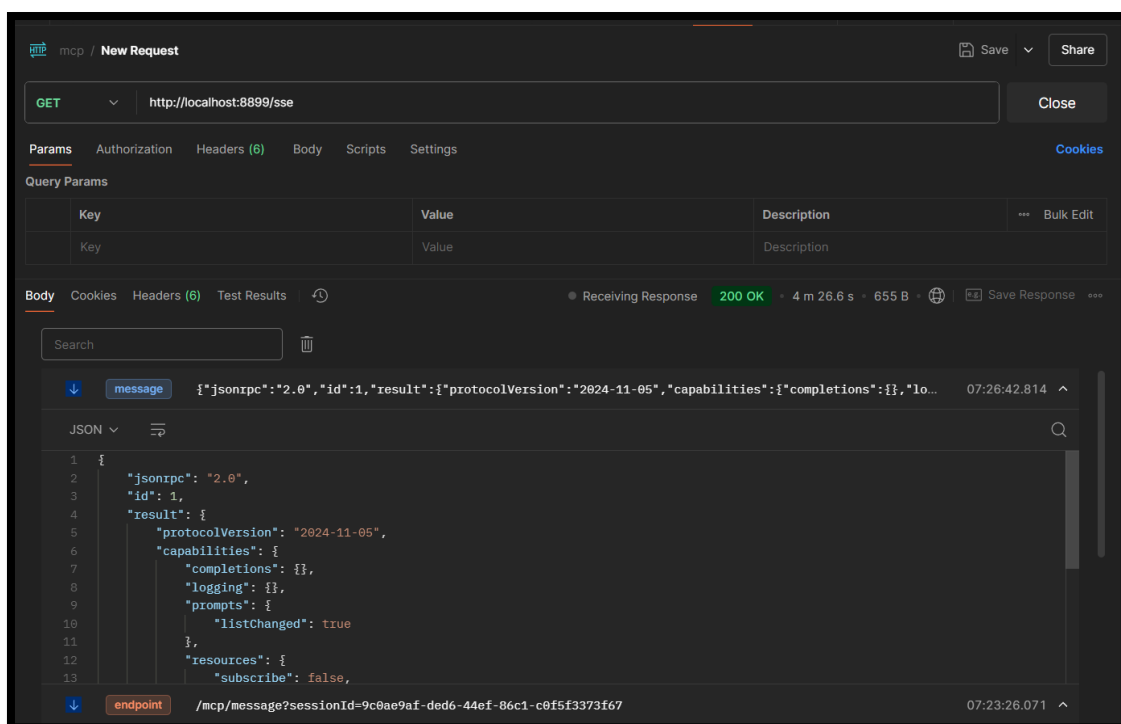 HTTP mcp / New Request Save Share
GET http://localhost:8899/sse Close
Params Authorization Headers (6) Body Scripts Settings Cookies
Query Params
Key Value Description Bulk Edit
Key Value Description
Body Cookies Headers (6) Test Results Receiving Response 200 OK 4 m 26.6 s 655 B e.g. Save Response
Search
message {"jsonrpc":"2.0","id":1,"result":{"protocolVersion":"2024-11-05","capabilities":{"completions":{},"lo... 07:26:42.814
JSON
1 {
2 "jsonrpc": "2.0",
3 "id": 1,
4 "result": {
5 "protocolVersion": "2024-11-05",
6 "capabilities": {
7 "completions": {},
8 "logging": {},
9 "prompts": {
10 "listChanged": true
11 },
12 "resources": {
13 "subscribe": false,
endpoint /mcp/message?sessionId=9c0ae9af-ded6-44ef-86c1-c0f5f3373f67 07:23:26.071